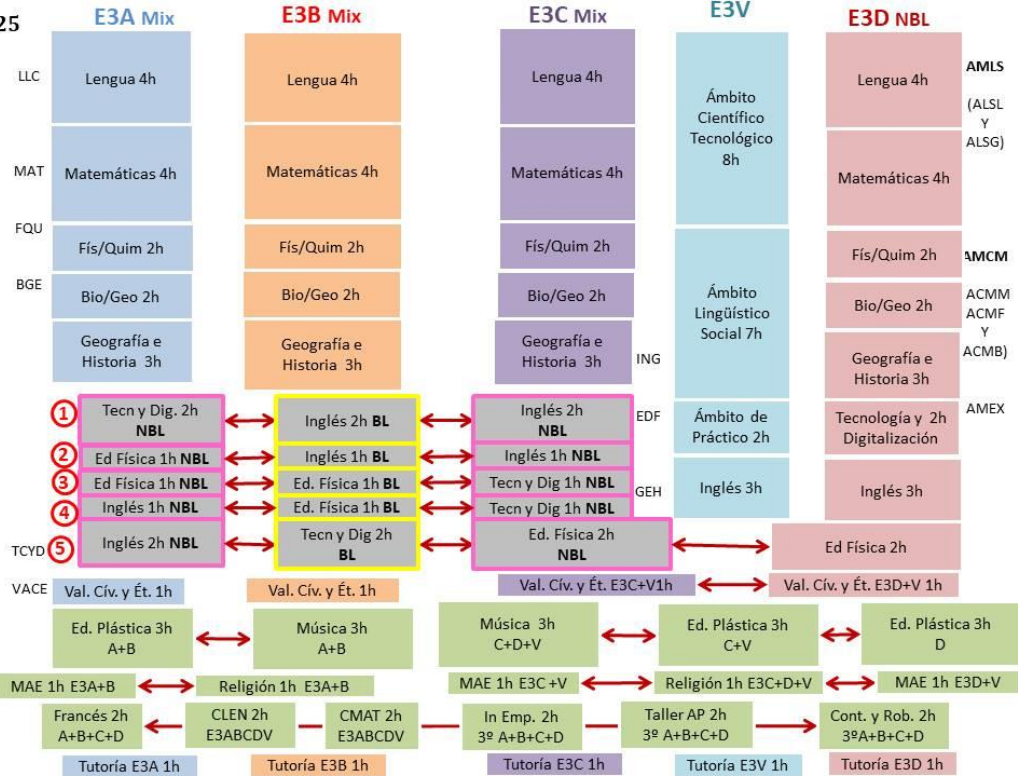 25
E3A Mix
E3B Mix
E3C Mix
E3V
E3D NBL
LLC
MAT
FQU
BGE
Lengua 4h
Matemáticas 4h
Fís/Quim 2h
Bio/Geo 2h
Geografía e
Historia 3h
Lengua 4h
Matemáticas 4h
Fís/Quim 2h
Bio/Geo 2h
Geografía e
Historia 3h
Lengua 4h
Matemáticas 4h
Fís/Quim 2h
Bio/Geo 2h
Geografía e
Historia 3h
ING
EDF
GEH
Ámbito
Científico
Tecnológico
8h
Ámbito
Lingüístico
Social 7h
Ámbito de
Práctico 2h
Inglés 3h
Lengua 4h
Matemáticas 4h
Fís/Quim 2h
Bio/Geo 2h
Geografía e
Historia 3h
Tecnología y 2h
Digitalización
Inglés 3h
Ed Física 2h
AMLS
(ALSL
Y
ALSG)
AMCM
ACMM
ACMF
Y
ACMB)
AMEX
1
Tecn y Dig. 2h
NBL
Inglés 2h BL
Inglés 2h
NBL
2
Ed Física 1h NBL
Inglés 1h BL
Inglés 1h NBL
3
Ed Física 1h NBL
Ed. Física 1h BL
Tecn y Dig 1h NBL
4
Inglés 1h NBL
Ed. Física 1h BL
Tecn y Dig 1h NBL
TCYD
5
Inglés 2h NBL
Tecn y Dig 2h
BL
Ed. Física 2h
NBL
VACE
Val. Cív. y Ét. 1h
Val. Cív. y Ét. 1h
Val. Cív. y Ét. E3C+V1h
Val. Cív. y Ét. E3D+V 1h
Ed. Plástica 3h
A+B
Música 3h
A+B
Música 3h
C+D+V
Ed. Plástica 3h
C+V
Ed. Plástica 3h
D
MAE 1h E3A+B
Religión 1h E3A+B
MAE 1h E3C +V
Religión 1h E3C+D+V
MAE 1h E3D+V
Francés 2h
A+B+C+D
CLEN 2h
E3ABCDV
CMAT 2h
E3ABCDV
In Emp. 2h
3º A+B+C+D
Taller AP 2h
3º A+B+C+D
Cont. y Rob. 2h
3ºA+B+C+D
Tutoría E3A 1h
Tutoría E3B 1h
Tutoría E3C 1h
Tutoría E3V 1h
Tutoría E3D 1h